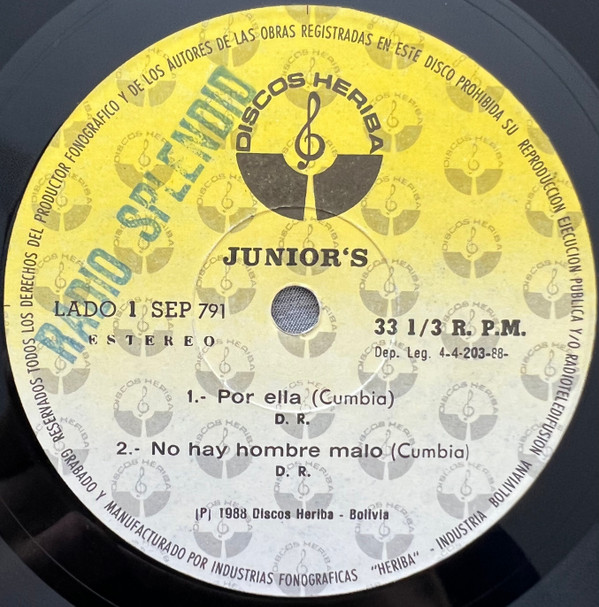 RESERVADOS TODOS LOS DERECHOS DEL PRODUCTOR FONOGRÁFICO Y DE LOS AUTORES DE LAS OBRAS REGISTRADAS EN ESTE DISCO PROHIBIDA SU REPRODUCCION EJECUCION PUBLICA Y/O RADIOTELEDIFUSION
DISCOS HERIBA
RADIO SPLENDID
JUNIOR'S
LADO 1 SEP 791
ESTEREO
33 1/3 R. P.M.
Dep. Leg. 4-4-203-88-
1.- Por ella (Cumbia)
D. R.
2.- No hay hombre malo (Cumbia)
D. R.
(P) 1988 Discos Heriba - Bolivia
GRABADO Y MANUFACTURADO POR INDUSTRIAS FONOGRAFICAS "HERIBA" - INDUSTRIA BOLIVIANA